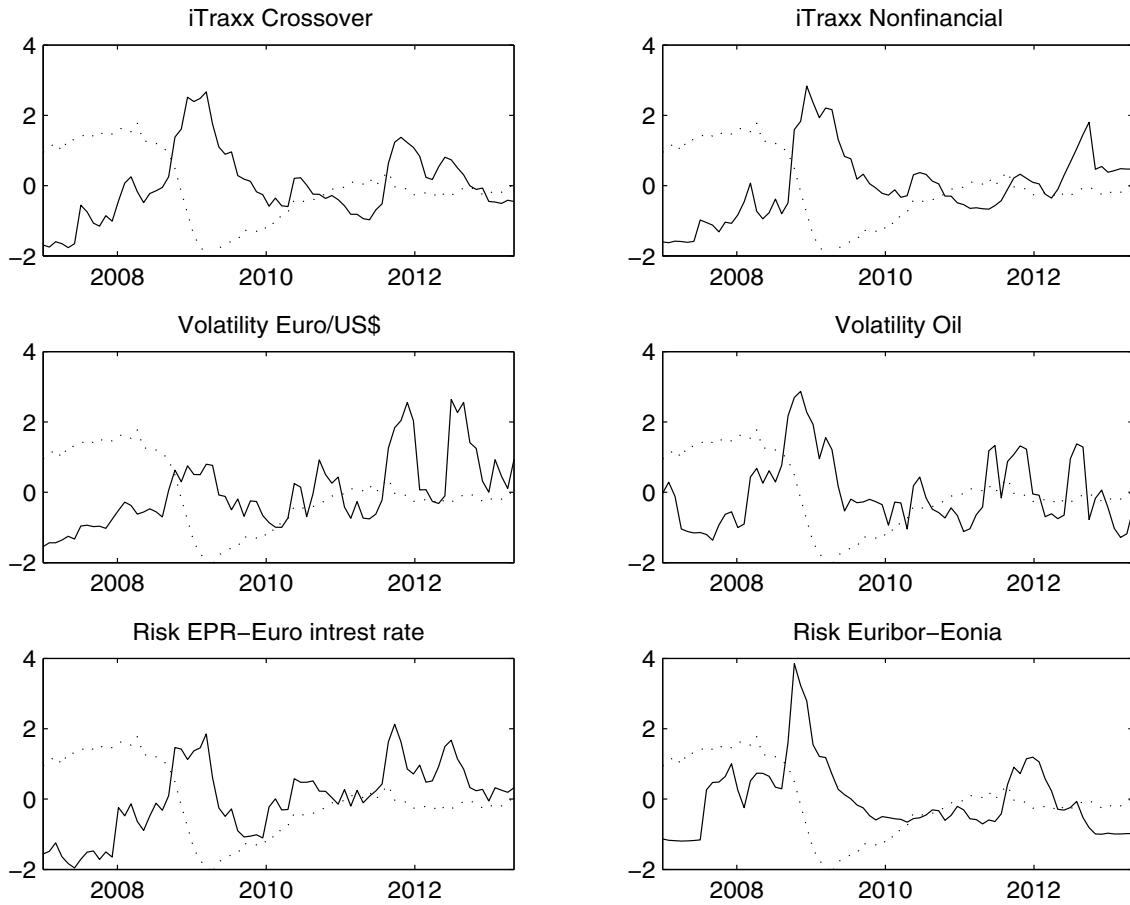 iTraxx Crossover
iTraxx Nonfinancial
4
2
0
−2
2008 2010 2012
4
2
0
−2
2008 2010 2012
Volatility Euro/US$
Volatility Oil
4
2
0
−2
2008 2010 2012
4
2
0
−2
2008 2010 2012
Risk EPR−Euro intrest rate
Risk Euribor−Eonia
4
2
0
−2
2008 2010 2012
4
2
0
−2
2008 2010 2012